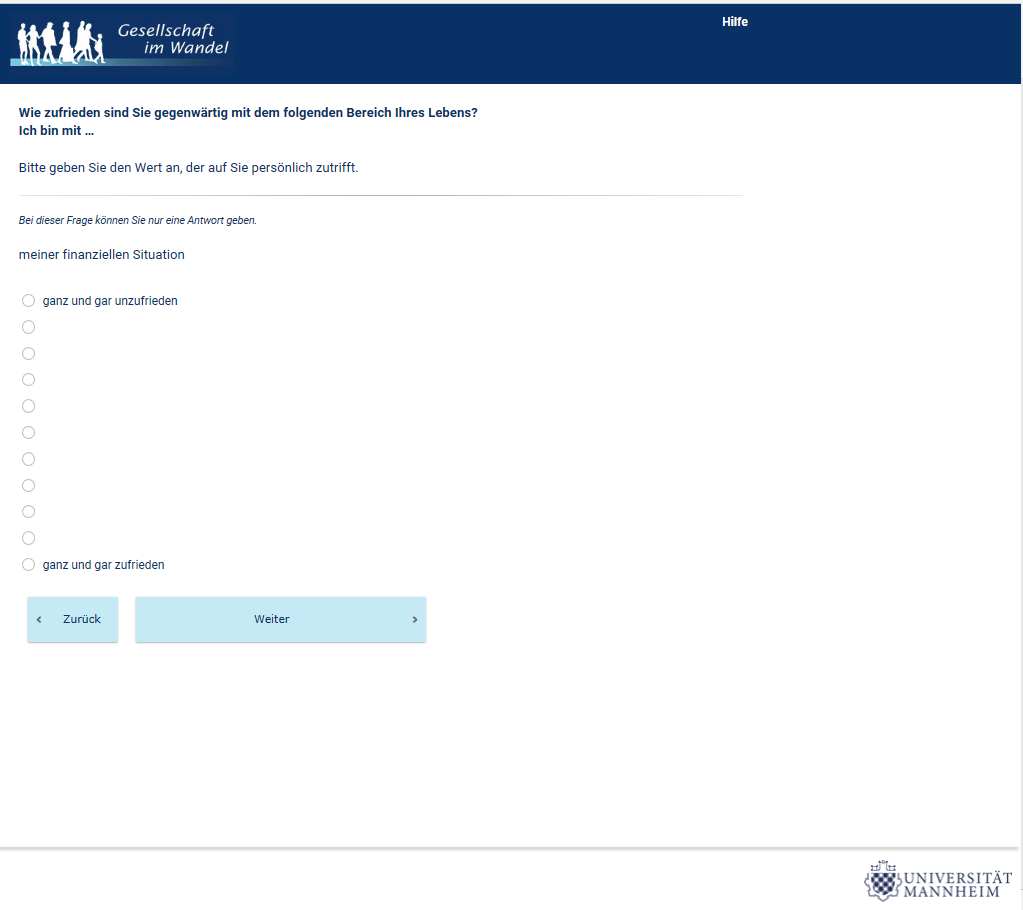 Gesellschaft
im Wandel
Hilfe
Wie zufrieden sind Sie gegenwärtig mit dem folgenden Bereich Ihres Lebens?
Ich bin mit …
Bitte geben Sie den Wert an, der auf Sie persönlich zutrifft.
Bei dieser Frage können Sie nur eine Antwort geben.
meiner finanziellen Situation
ganz und gar unzufrieden
ganz und gar zufrieden
‹ Zurück
Weiter ›
UNIVERSITÄT
MANNHEIM